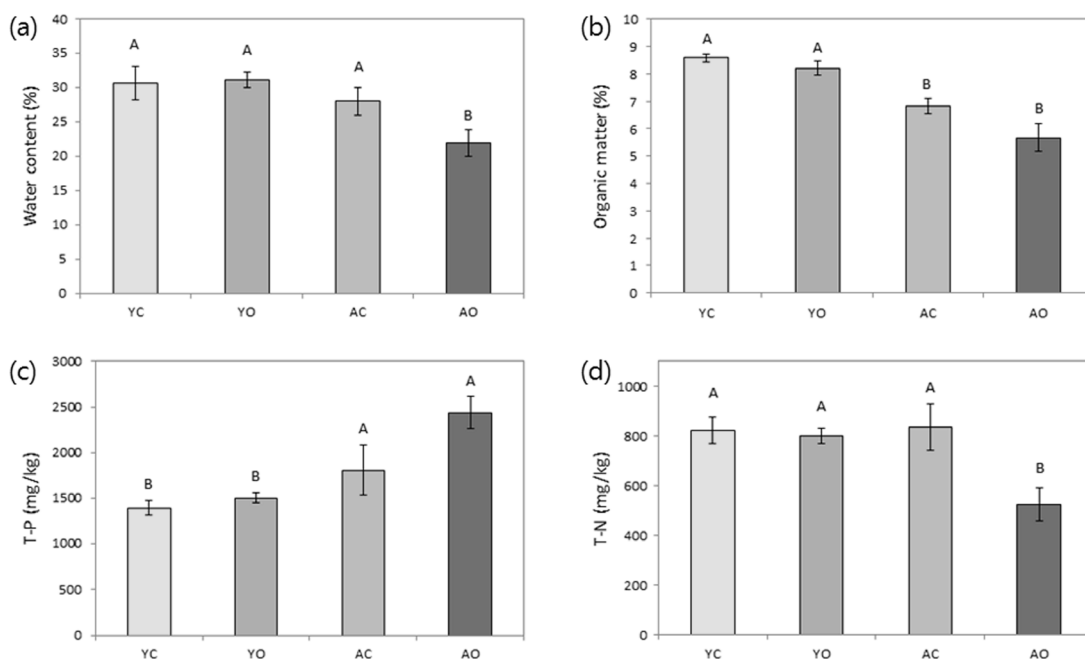 (a)
Water content (%)
40
35
30
25
20
15
10
5
0
A
A
A
B
YC YO AC AO
(b)
Organic matter (%)
10
9
8
7
6
5
4
3
2
1
0
A
A
B
B
YC YO AC AO
(c)
T-P (mg/kg)
3000
2500
2000
1500
1000
500
0
B
B
A
A
YC YO AC AO
(d)
T-N (mg/kg)
1000
800
600
400
200
0
A
A
A
B
YC YO AC AO